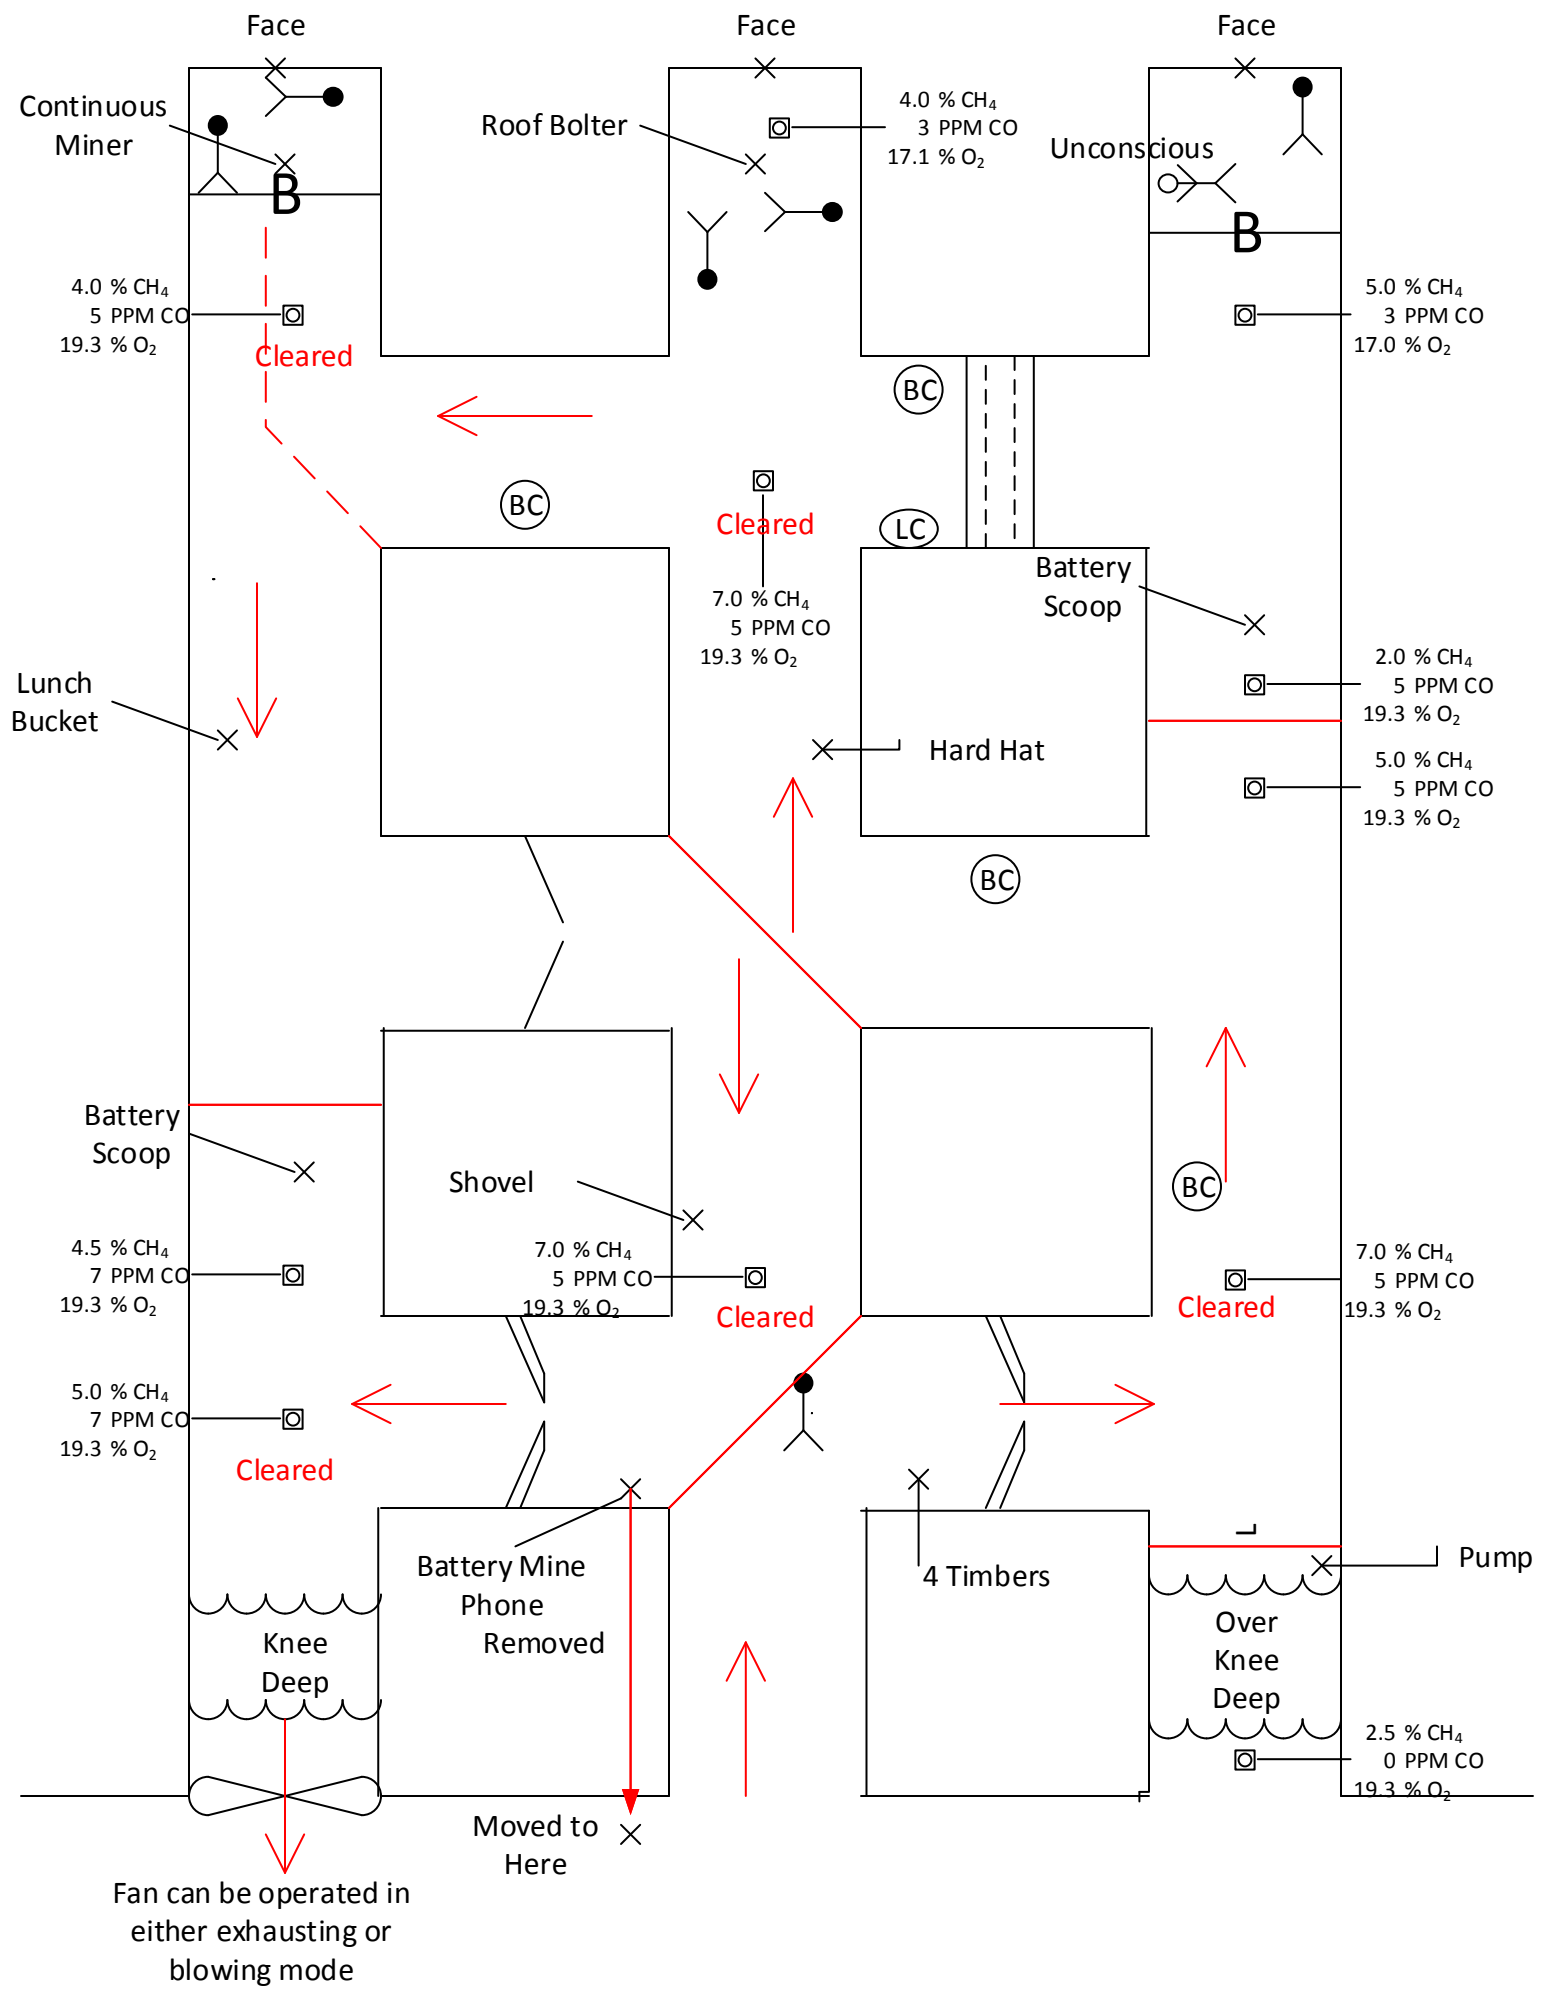 Face
Face
Face
Continuous
Miner
Roof Bolter
4.0 % CH₄
3 PPM CO
17.1 % O₂
Unconscious
B
B
4.0 % CH₄
5 PPM CO
19.3 % O₂
Cleared
5.0 % CH₄
3 PPM CO
17.0 % O₂
BC
BC
Cleared
LC
7.0 % CH₄
5 PPM CO
19.3 % O₂
Battery
Scoop
2.0 % CH₄
5 PPM CO
19.3 % O₂
Lunch
Bucket
Hard Hat
5.0 % CH₄
5 PPM CO
19.3 % O₂
BC
Battery
Scoop
Shovel
BC
4.5 % CH₄
7 PPM CO
19.3 % O₂
7.0 % CH₄
5 PPM CO
19.3 % O₂
Cleared
7.0 % CH₄
5 PPM CO
19.3 % O₂
Cleared
5.0 % CH₄
7 PPM CO
19.3 % O₂
Cleared
Battery Mine
Phone
Removed
4 Timbers
L
Pump
Knee
Deep
Over
Knee
Deep
2.5 % CH₄
0 PPM CO
19.3 % O₂
Moved to
Here
Fan can be operated in
either exhausting or
blowing mode